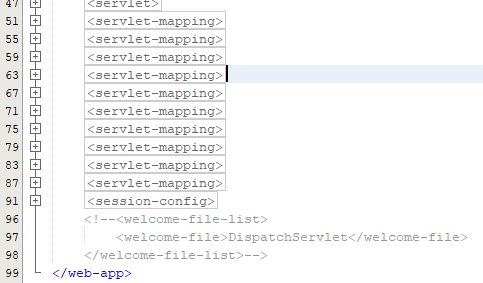 47 <servlet>
51 <servlet-mapping>
55 <servlet-mapping>
59 <servlet-mapping>
63 <servlet-mapping>
67 <servlet-mapping>
71 <servlet-mapping>
75 <servlet-mapping>
79 <servlet-mapping>
83 <servlet-mapping>
87 <servlet-mapping>
91 <session-config>
96 <!--<welcome-file-list>
97 <welcome-file>DispatchServlet</welcome-file>
98 </welcome-file-list>-->
99 </web-app>